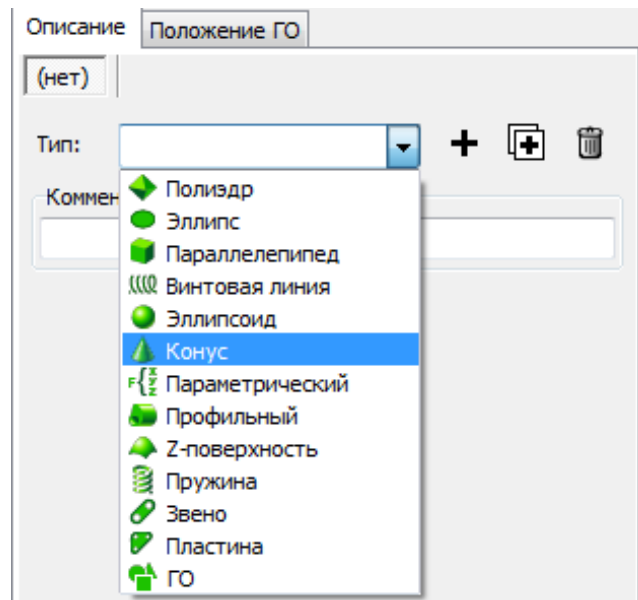 Описание Положение ГО
(нет)
Тип:
Коммен
Полиэдр
Эллипс
Параллелепипед
Винтовая линия
Эллипсоид
Конус
F{x y z Параметрический
Профильный
Z-поверхность
Пружина
Звено
Пластина
ГО